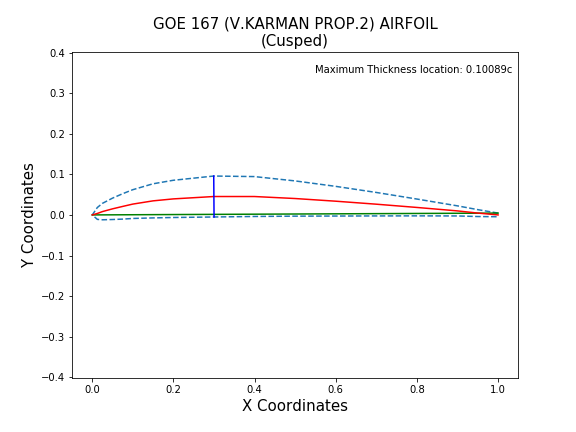 GOE 167 (V.KARMAN PROP.2) AIRFOIL
(Cusped)
Maximum Thickness location: 0.10089c
Y Coordinates
0.4
0.3
0.2
0.1
0.0
−0.1
−0.2
−0.3
−0.4
0.0 0.2 0.4 0.6 0.8 1.0
X Coordinates